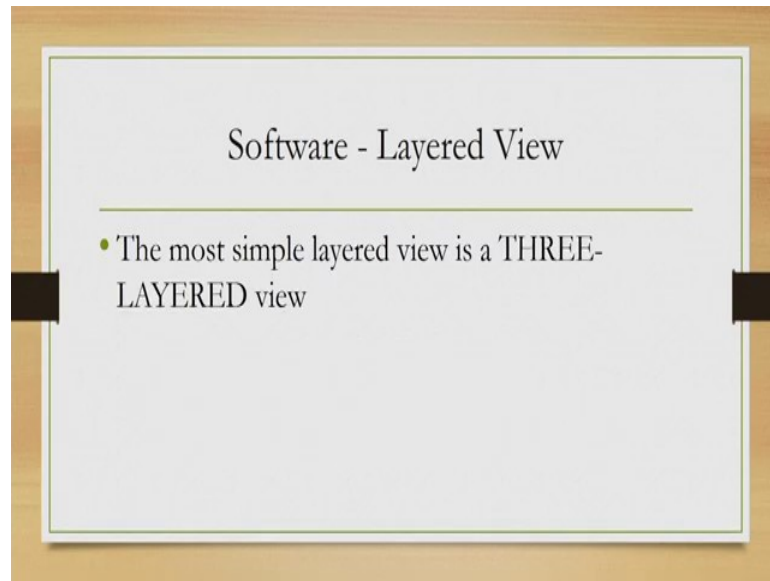 Software - Layered View
• The most simple layered view is a THREE-
LAYERED view